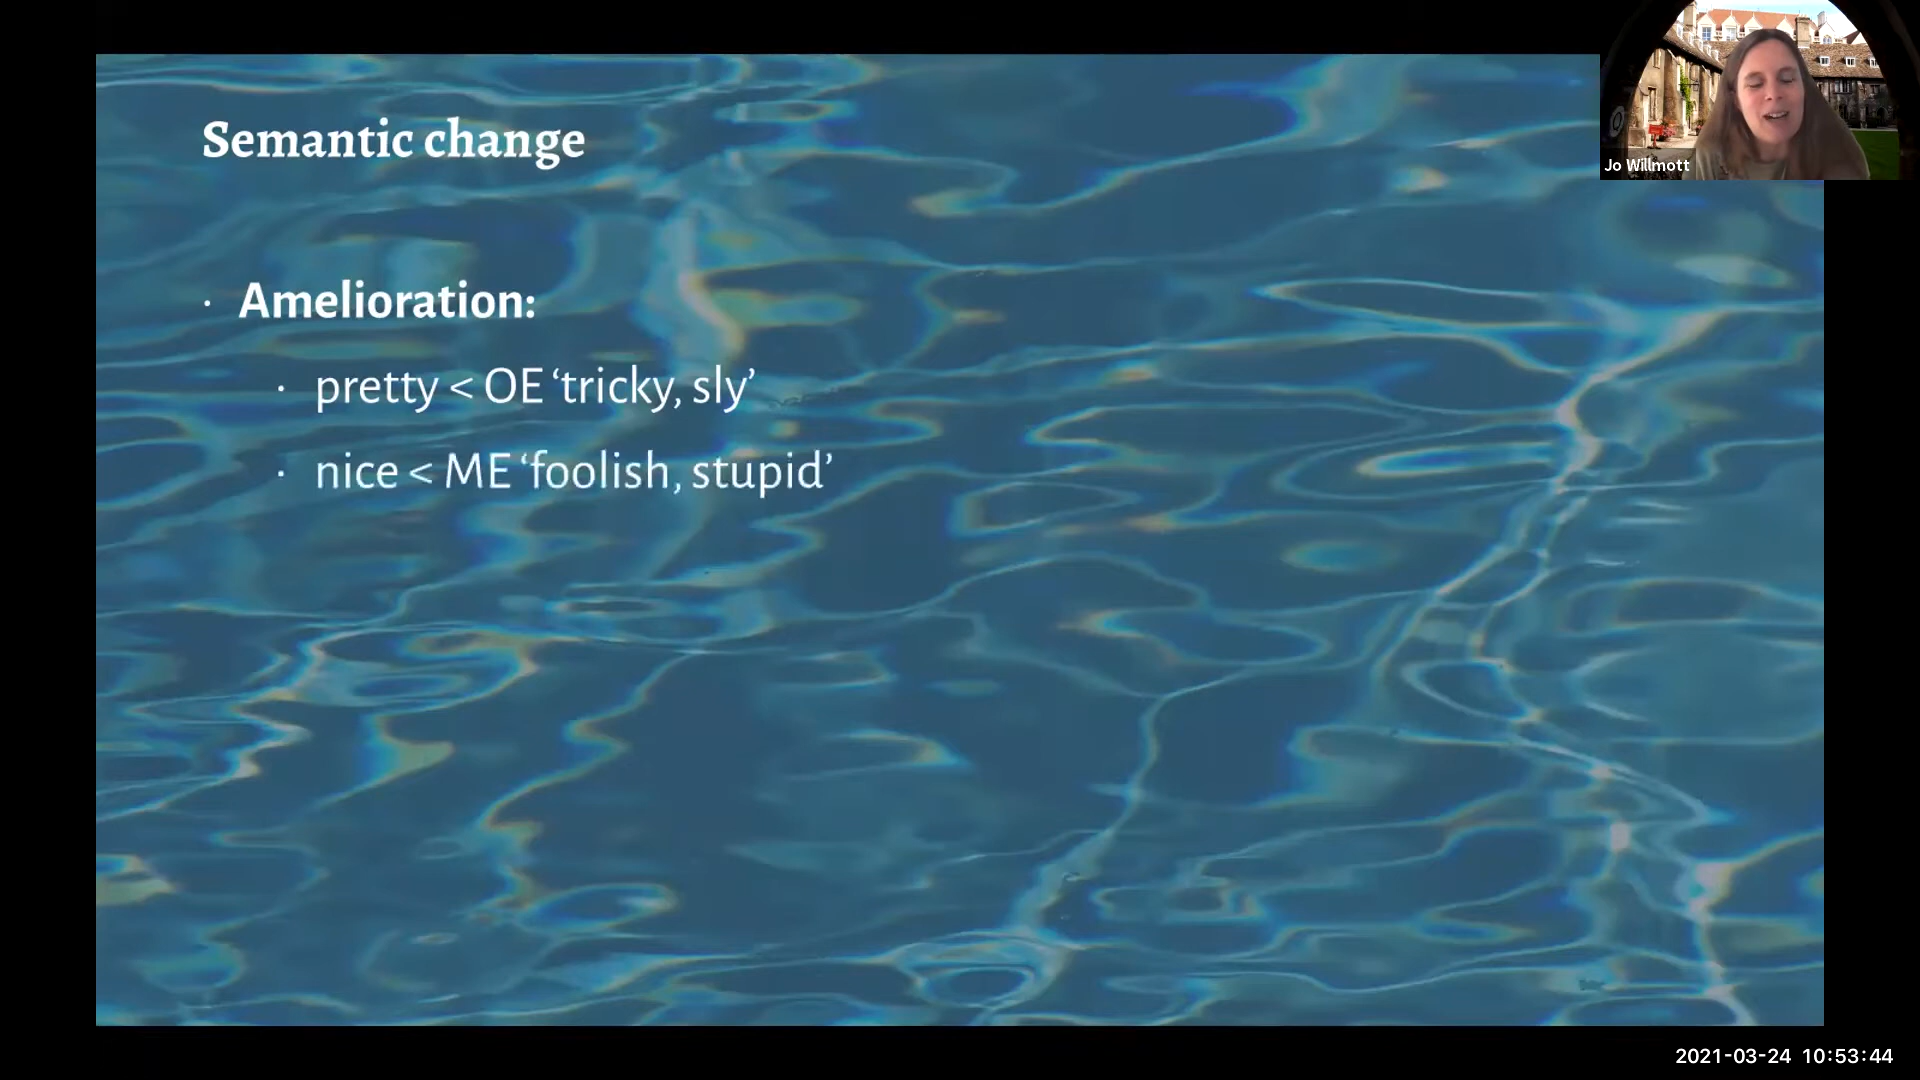 Semantic change
Jo Willmott
· Amelioration:
· pretty < OE ‘tricky, sly’
· nice < ME ‘foolish, stupid’
2021-03-24 10:53:44